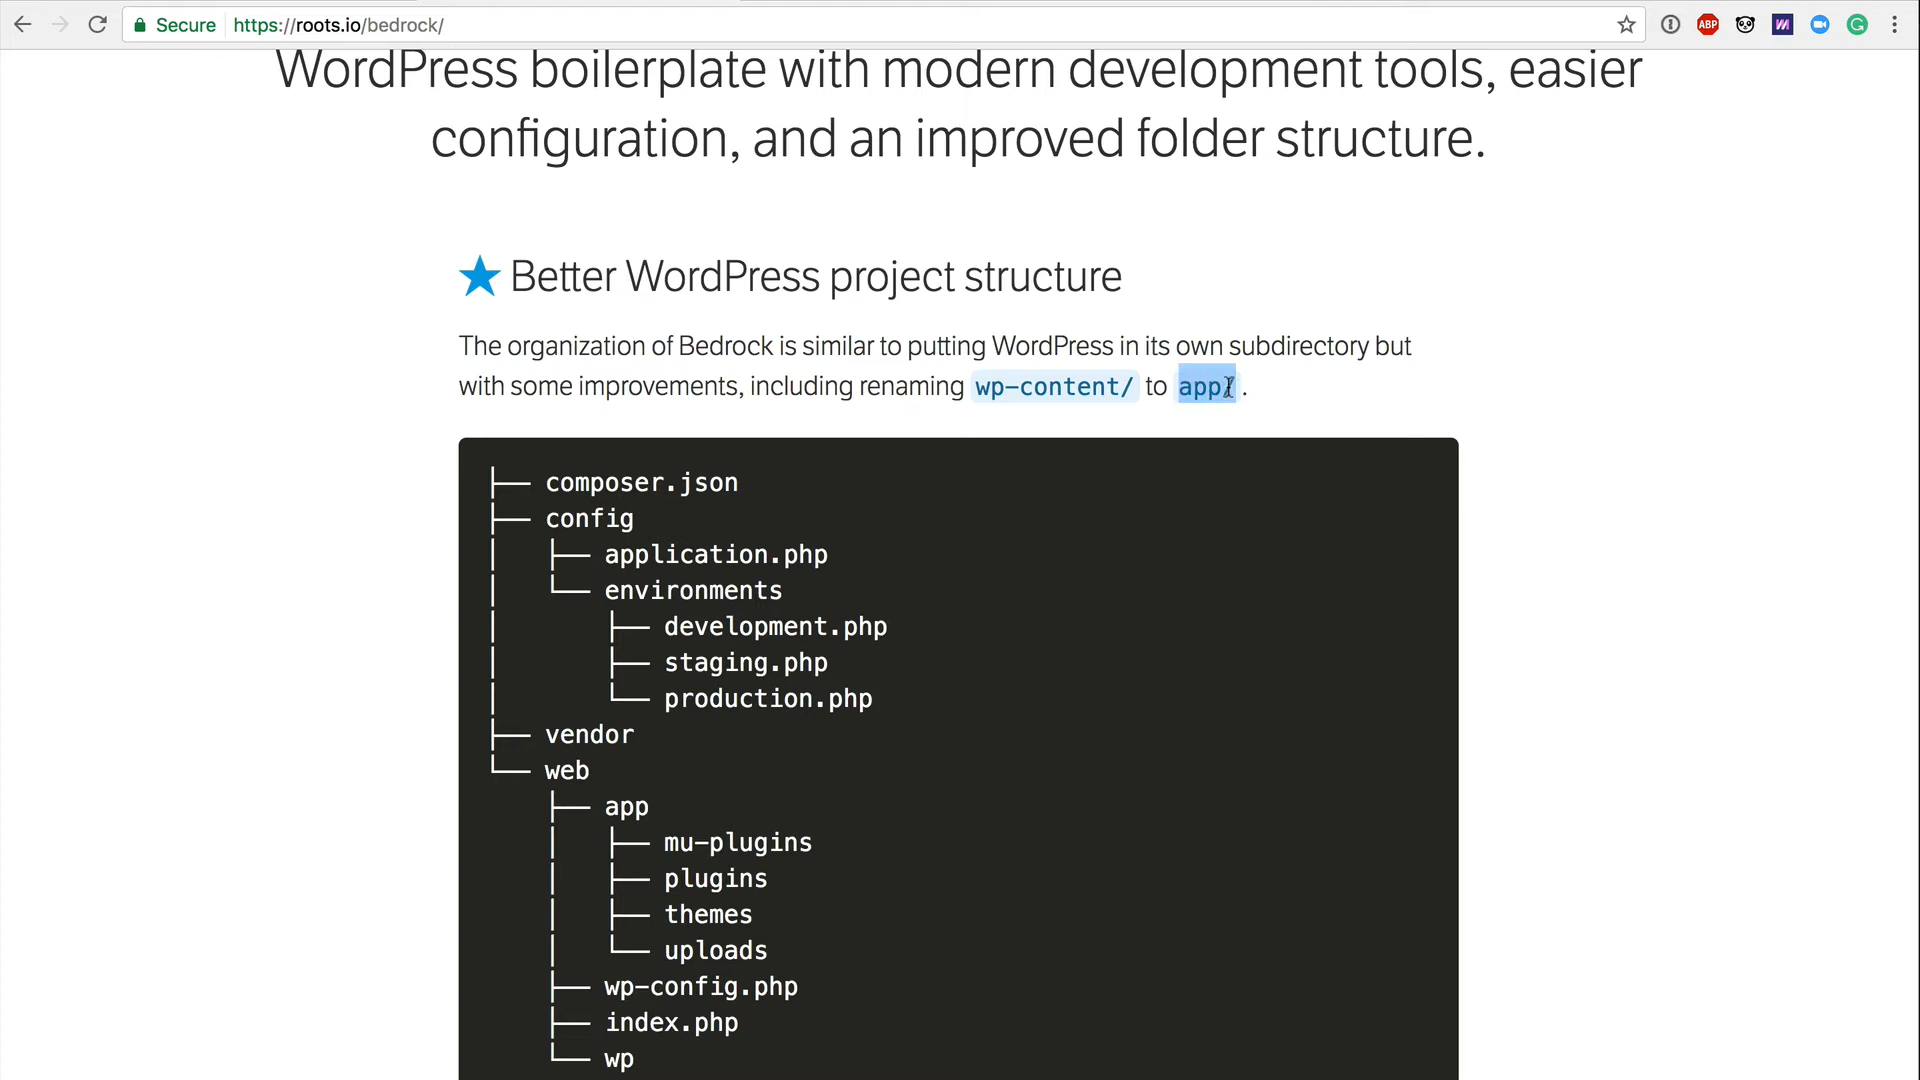 Secure https://roots.io/bedrock/
ABP
WordPress boilerplate with modern development tools, easier
configuration, and an improved folder structure.
Better WordPress project structure
The organization of Bedrock is similar to putting WordPress in its own subdirectory but
with some improvements, including renaming wp-content/ to app/ .
├── composer.json
├── config
│   ├── application.php
│   └── environments
│       ├── development.php
│       ├── staging.php
│       └── production.php
├── vendor
└── web
    ├── app
    │   ├── mu-plugins
    │   ├── plugins
    │   ├── themes
    │   └── uploads
    ├── wp-config.php
    ├── index.php
    └── wp